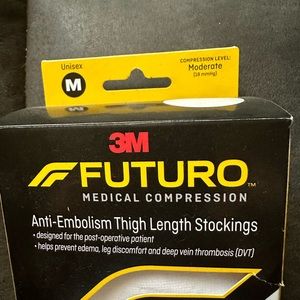 Unisex
M
COMPRESSION LEVEL:
Moderate
(18 mmHg)
3M
FUTURO™
MEDICAL COMPRESSION
Anti-Embolism Thigh Length Stockings
• designed for the post-operative patient
• helps prevent edema, leg discomfort and deep vein thrombosis (DVT)